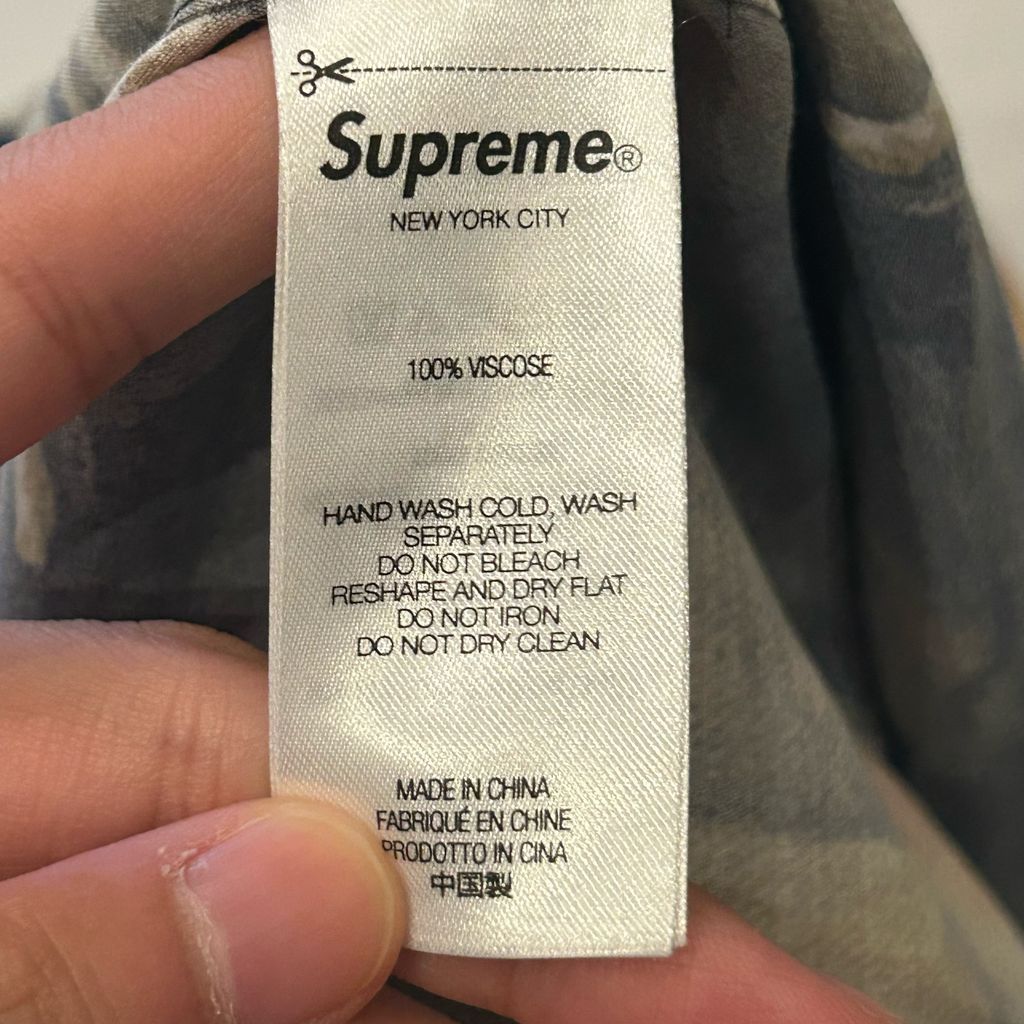 Supreme®
NEW YORK CITY
100% VISCOSE
HAND WASH COLD, WASH
SEPARATELY
DO NOT BLEACH
RESHAPE AND DRY FLAT
DO NOT IRON
DO NOT DRY CLEAN
MADE IN CHINA
FABRIQUÉ EN CHINE
PRODOTTO IN CINA
中国製